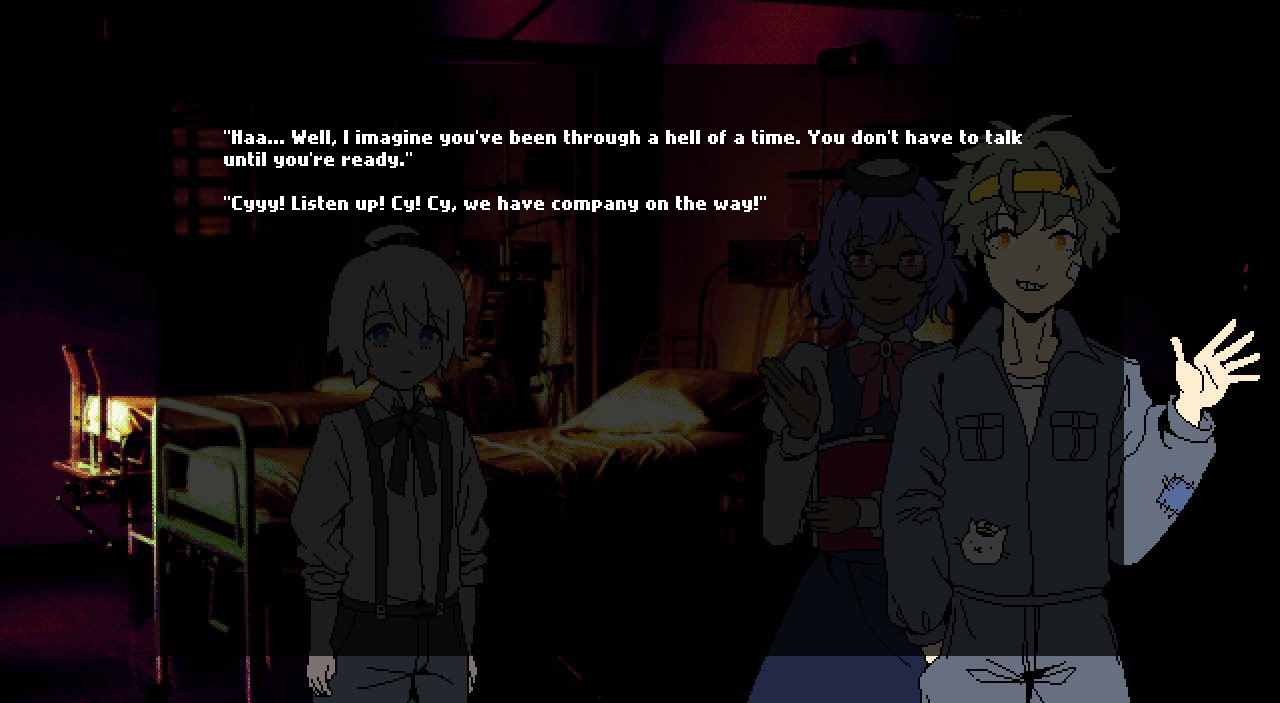 "Haa... Well, I imagine you've been through a hell of a time. You don't have to talk
until you're ready."
"Cyyy! Listen up! Cy! Cy, we have company on the way!"